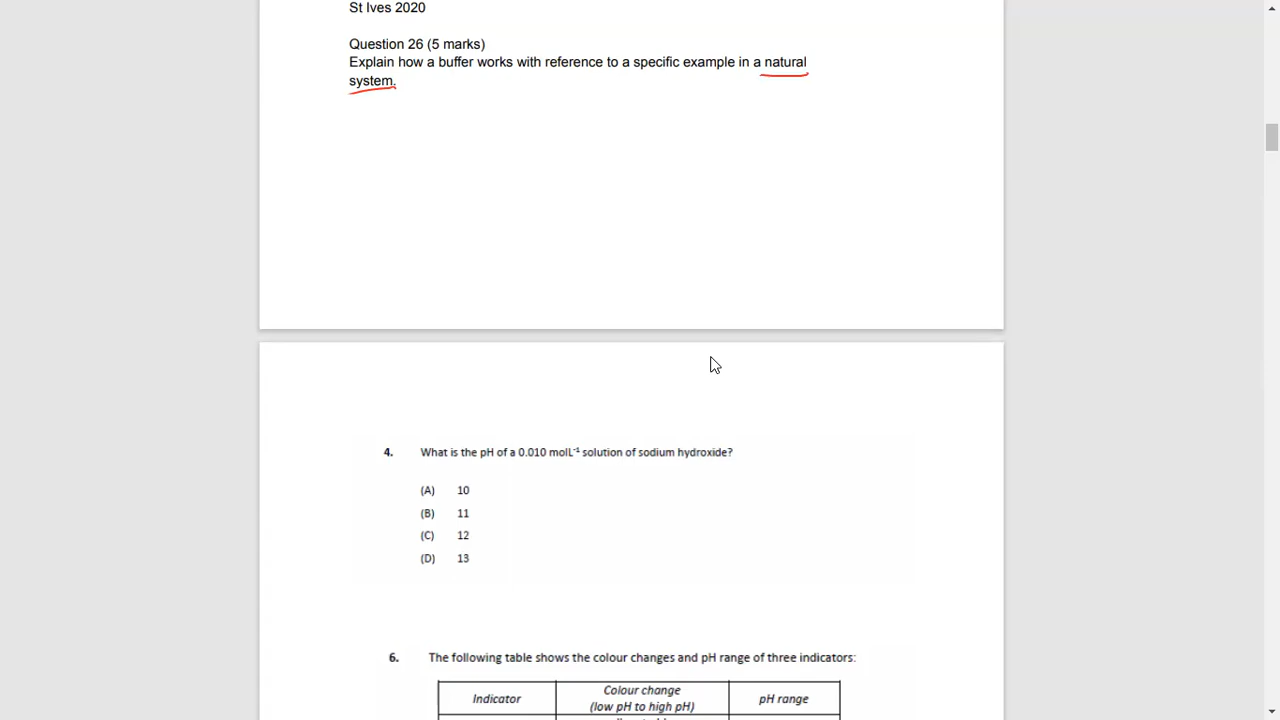 St Ives 2020
Question 26 (5 marks)
Explain how a buffer works with reference to a specific example in a natural
system.
4. What is the pH of a 0.010 molL⁻¹ solution of sodium hydroxide?
(A) 10
(B) 11
(C) 12
(D) 13
6. The following table shows the colour changes and pH range of three indicators:
Indicator
Colour change
(low pH to high pH)
pH range